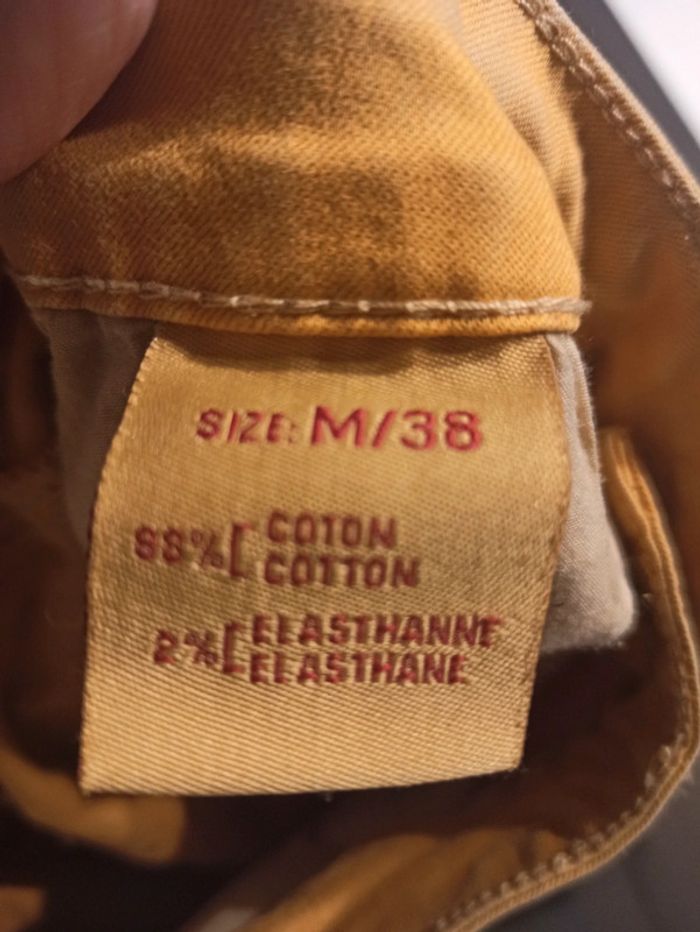 SIZE: M/38
98%[ COTON
COTTON
2%[ ELASTHANNE
ELASTHANE